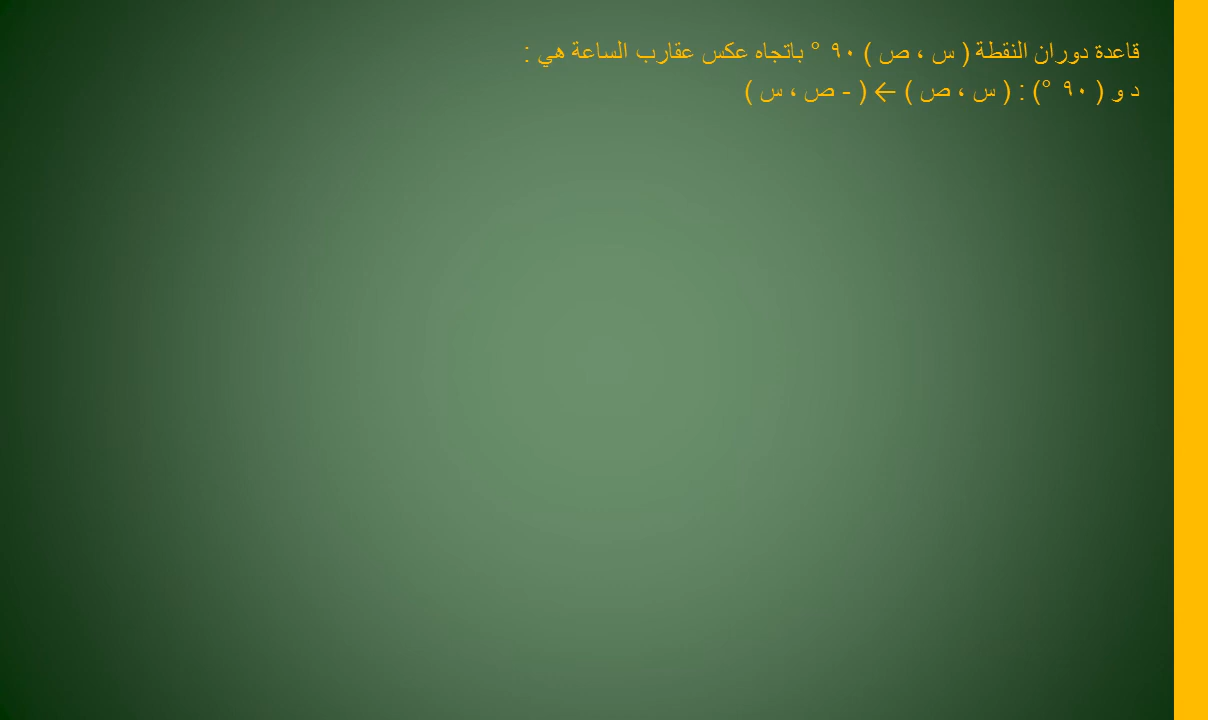 قاعدة دوران النقطة ( س ، ص ) ٩٠ ° باتجاه عكس عقارب الساعة هي :
د و ( ٩٠ °) : ( س ، ص ) ← ( - ص ، س )